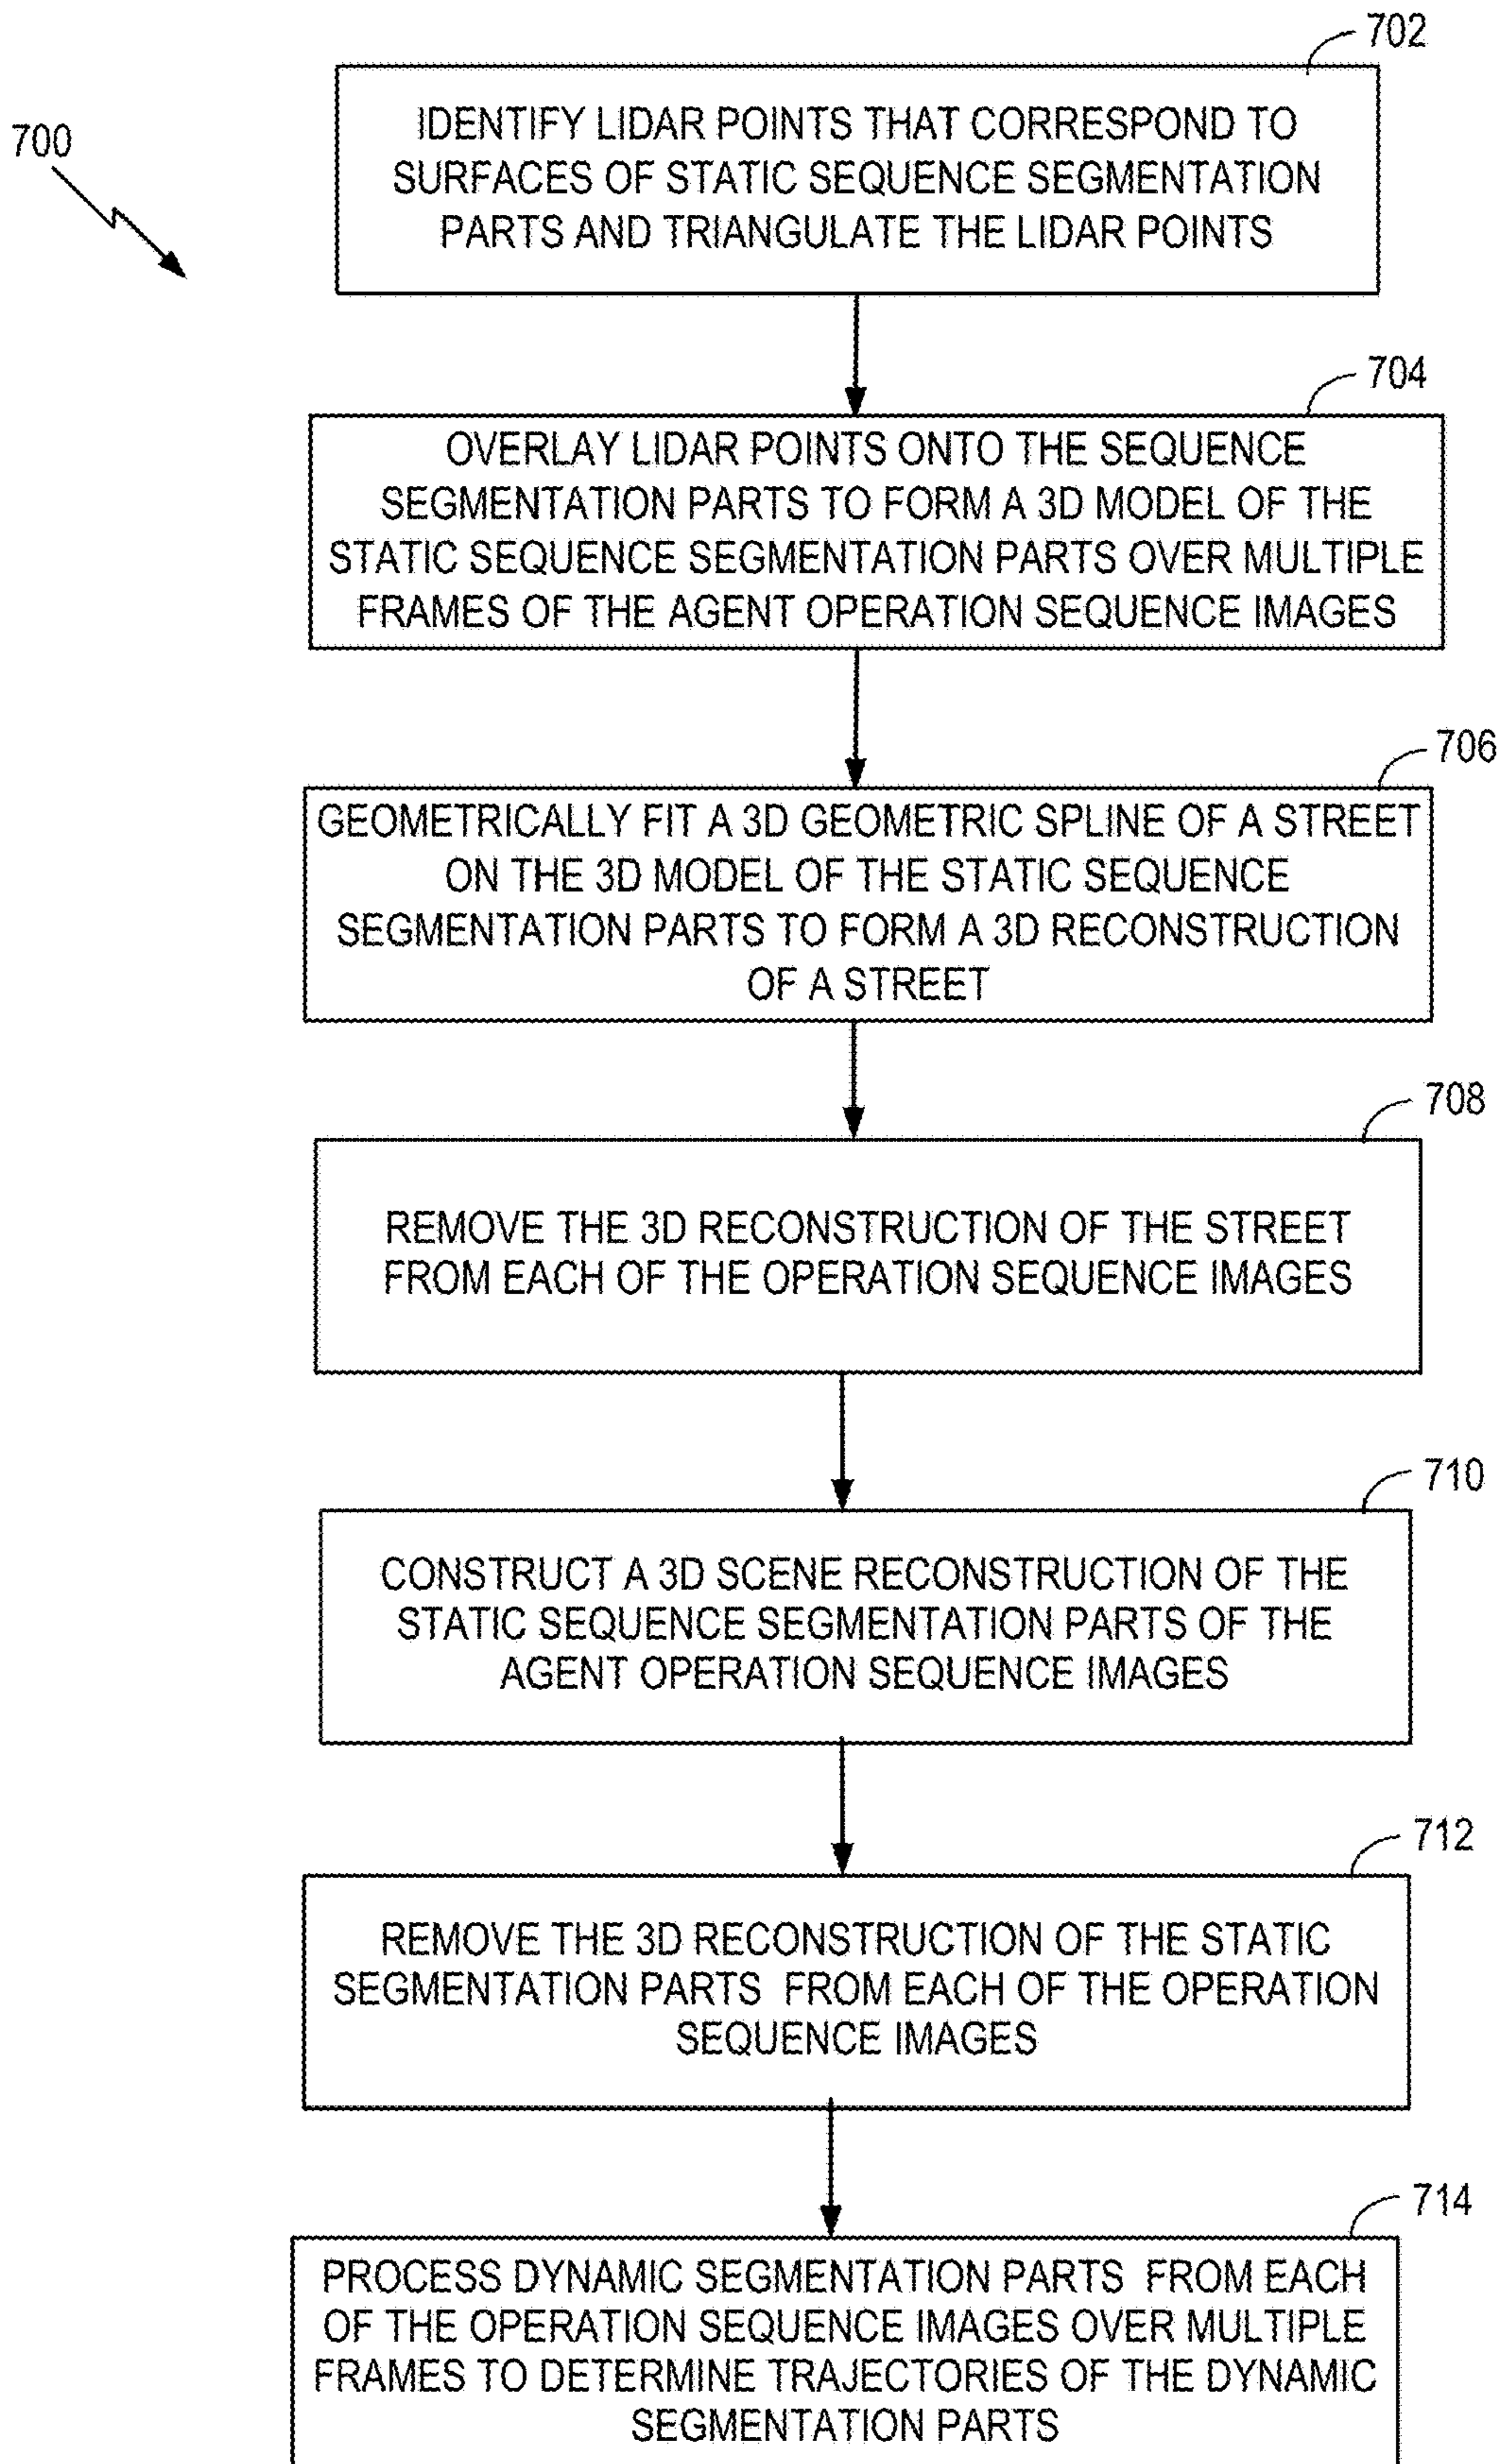 702
700
IDENTIFY LIDAR POINTS THAT CORRESPOND TO
SURFACES OF STATIC SEQUENCE SEGMENTATION
PARTS AND TRIANGULATE THE LIDAR POINTS
704
OVERLAY LIDAR POINTS ONTO THE SEQUENCE
SEGMENTATION PARTS TO FORM A 3D MODEL OF THE
STATIC SEQUENCE SEGMENTATION PARTS OVER MULTIPLE
FRAMES OF THE AGENT OPERATION SEQUENCE IMAGES
706
GEOMETRICALLY FIT A 3D GEOMETRIC SPLINE OF A STREET
ON THE 3D MODEL OF THE STATIC SEQUENCE
SEGMENTATION PARTS TO FORM A 3D RECONSTRUCTION
OF A STREET
708
REMOVE THE 3D RECONSTRUCTION OF THE STREET
FROM EACH OF THE OPERATION SEQUENCE IMAGES
710
CONSTRUCT A 3D SCENE RECONSTRUCTION OF THE
STATIC SEQUENCE SEGMENTATION PARTS OF THE
AGENT OPERATION SEQUENCE IMAGES
712
REMOVE THE 3D RECONSTRUCTION OF THE STATIC
SEGMENTATION PARTS FROM EACH OF THE OPERATION
SEQUENCE IMAGES
714
PROCESS DYNAMIC SEGMENTATION PARTS FROM EACH
OF THE OPERATION SEQUENCE IMAGES OVER MULTIPLE
FRAMES TO DETERMINE TRAJECTORIES OF THE DYNAMIC
SEGMENTATION PARTS